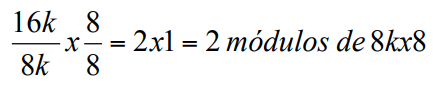 16k/8k x 8/8 = 2x1 = 2 módulos de 8kx8